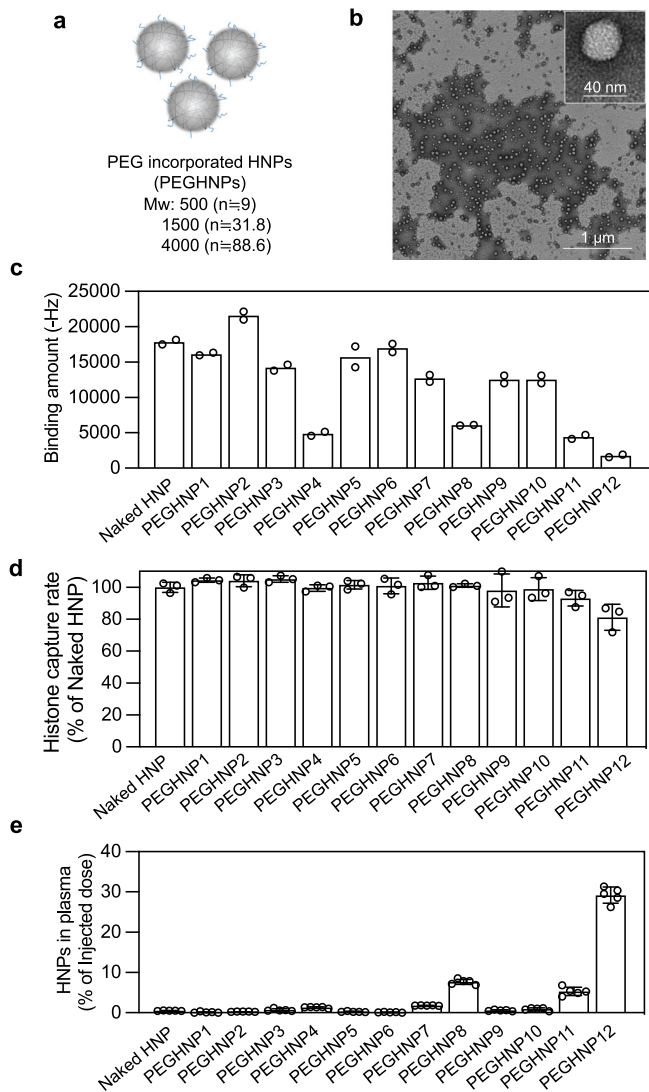 a
PEG incorporated HNPs
(PEGHNPs)
Mw: 500 (n≒9)
1500 (n≒31.8)
4000 (n≒88.6)
b
40 nm
1 µm
c
Binding amount (-Hz)
25000
20000
15000
10000
5000
0
Naked HNP
PEGHNP1
PEGHNP2
PEGHNP3
PEGHNP4
PEGHNP5
PEGHNP6
PEGHNP7
PEGHNP8
PEGHNP9
PEGHNP10
PEGHNP11
PEGHNP12
d
Histone capture rate
(% of Naked HNP)
100
80
60
40
20
0
Naked HNP
PEGHNP1
PEGHNP2
PEGHNP3
PEGHNP4
PEGHNP5
PEGHNP6
PEGHNP7
PEGHNP8
PEGHNP9
PEGHNP10
PEGHNP11
PEGHNP12
e
HNPs in plasma
(% of Injected dose)
40
30
20
10
0
Naked HNP
PEGHNP1
PEGHNP2
PEGHNP3
PEGHNP4
PEGHNP5
PEGHNP6
PEGHNP7
PEGHNP8
PEGHNP9
PEGHNP10
PEGHNP11
PEGHNP12